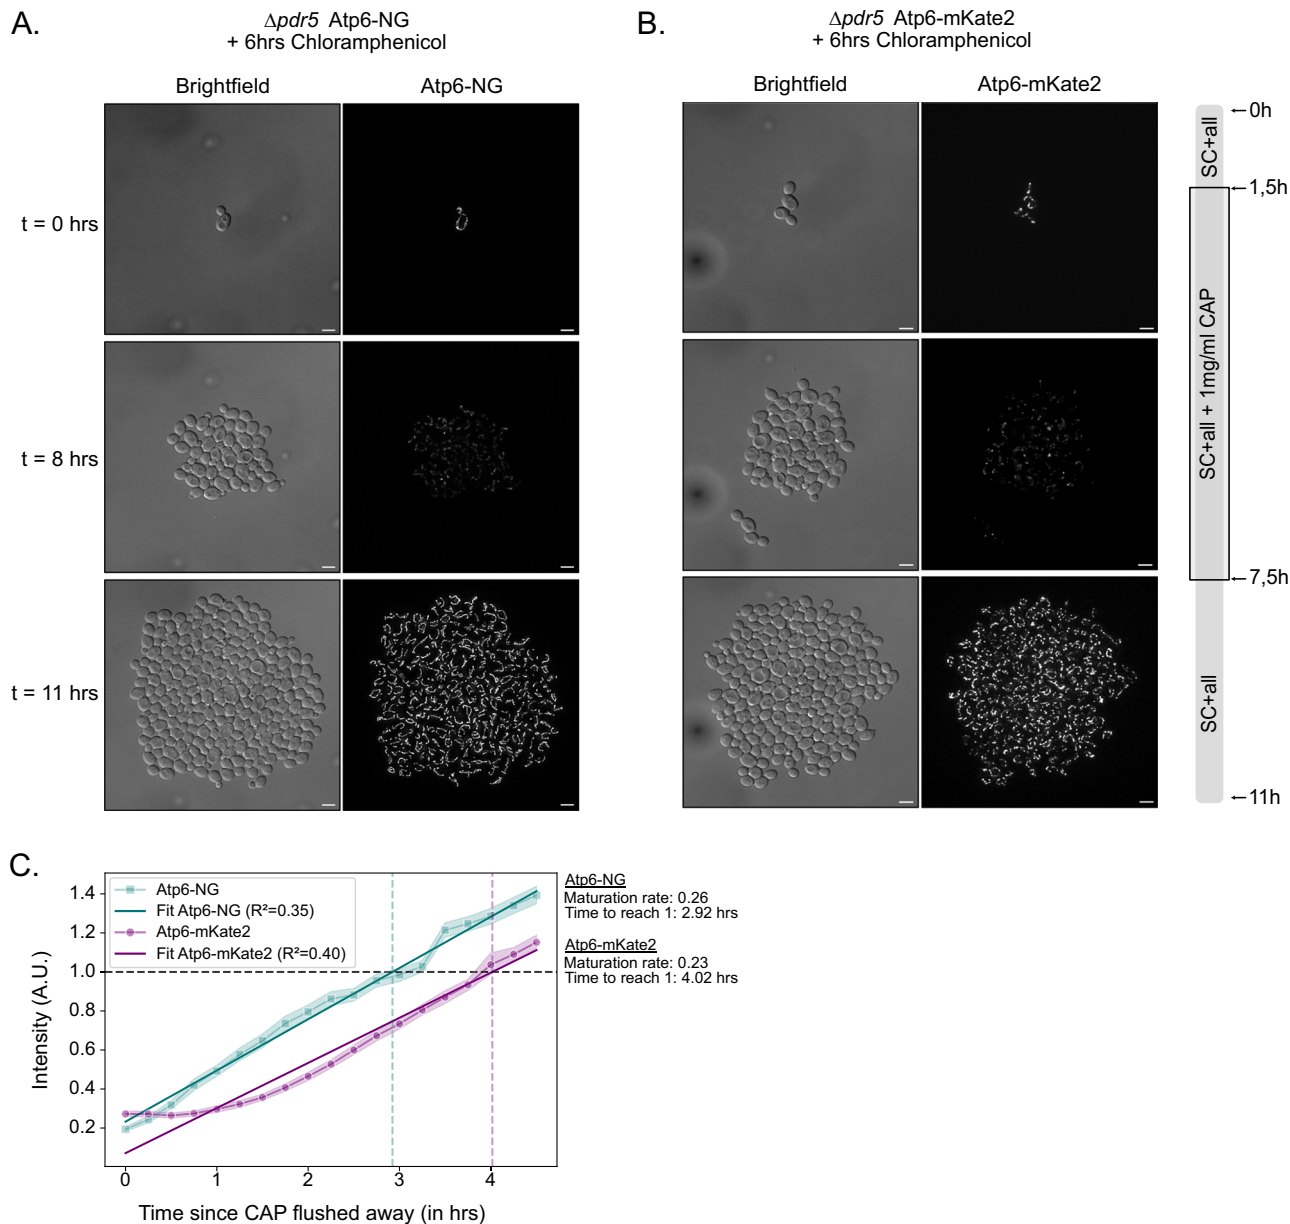 A.
Δpdr5 Atp6-NG
+ 6hrs Chloramphenicol
Brightfield
Atp6-NG
t = 0 hrs
t = 8 hrs
t = 11 hrs
B.
Δpdr5 Atp6-mKate2
+ 6hrs Chloramphenicol
Brightfield
Atp6-mKate2
SC+all
SC+all + 1mg/ml CAP
SC+all
0h
1,5h
7,5h
11h
C.
Atp6-NG
Fit Atp6-NG (R²=0.35)
Atp6-mKate2
Fit Atp6-mKate2 (R²=0.40)
Intensity (A.U.)
1.4
1.2
1.0
0.8
0.6
0.4
0.2
0
1
2
3
4
Time since CAP flushed away (in hrs)
Atp6-NG
Maturation rate: 0.26
Time to reach 1: 2.92 hrs
Atp6-mKate2
Maturation rate: 0.23
Time to reach 1: 4.02 hrs